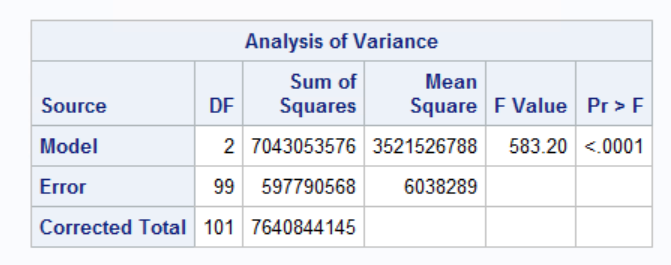 Analysis of Variance
Source DF Sum of Squares Mean Square F Value Pr > F
Model 2 7043053576 3521526788 583.20 <.0001
Error 99 597790568 6038289
Corrected Total 101 7640844145